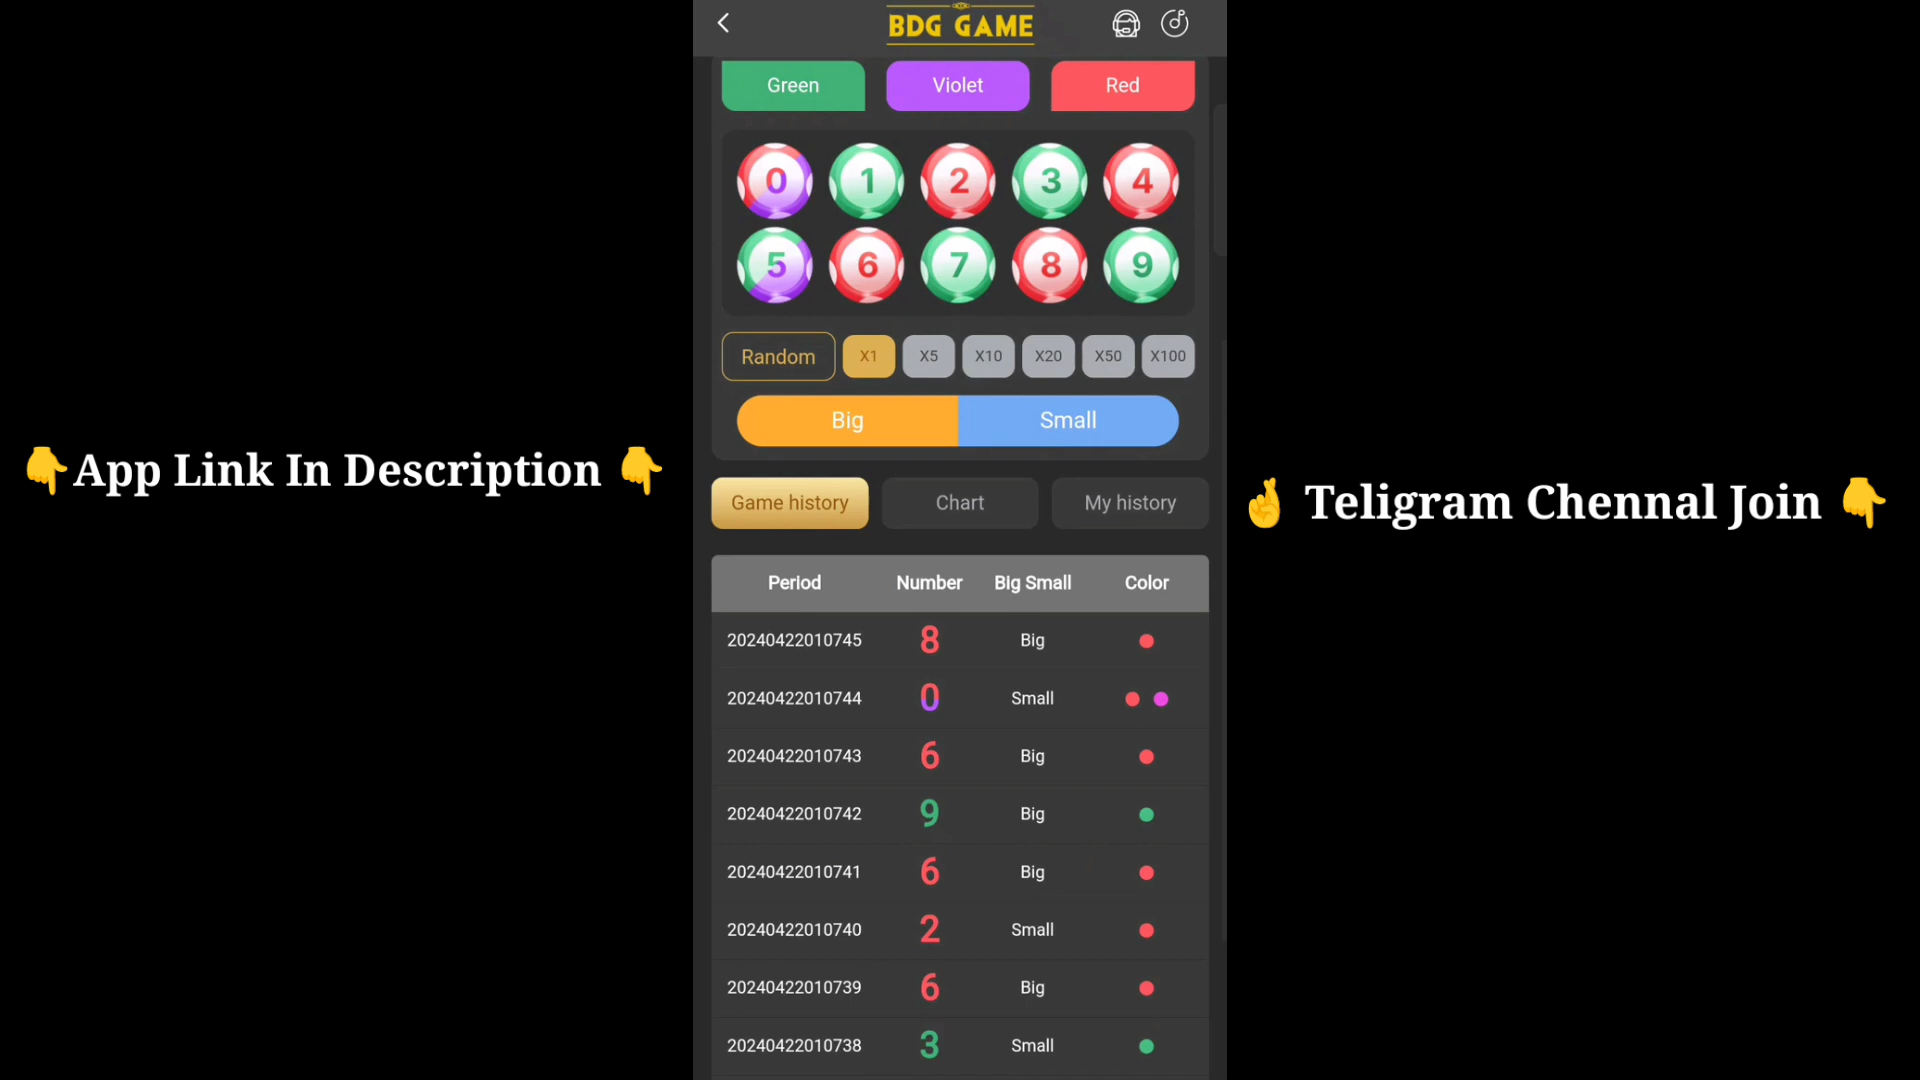 BDG GAME
Green Violet Red
0 1 2 3 4
5 6 7 8 9
Random X1 X5 X10 X20 X50 X100
Big Small
👇App Link In Description 👇
🤞 Teligram Chennal Join 👇
Game history Chart My history
Period Number Big Small Color
20240422010745 8 Big
20240422010744 0 Small
20240422010743 6 Big
20240422010742 9 Big
20240422010741 6 Big
20240422010740 2 Small
20240422010739 6 Big
20240422010738 3 Small